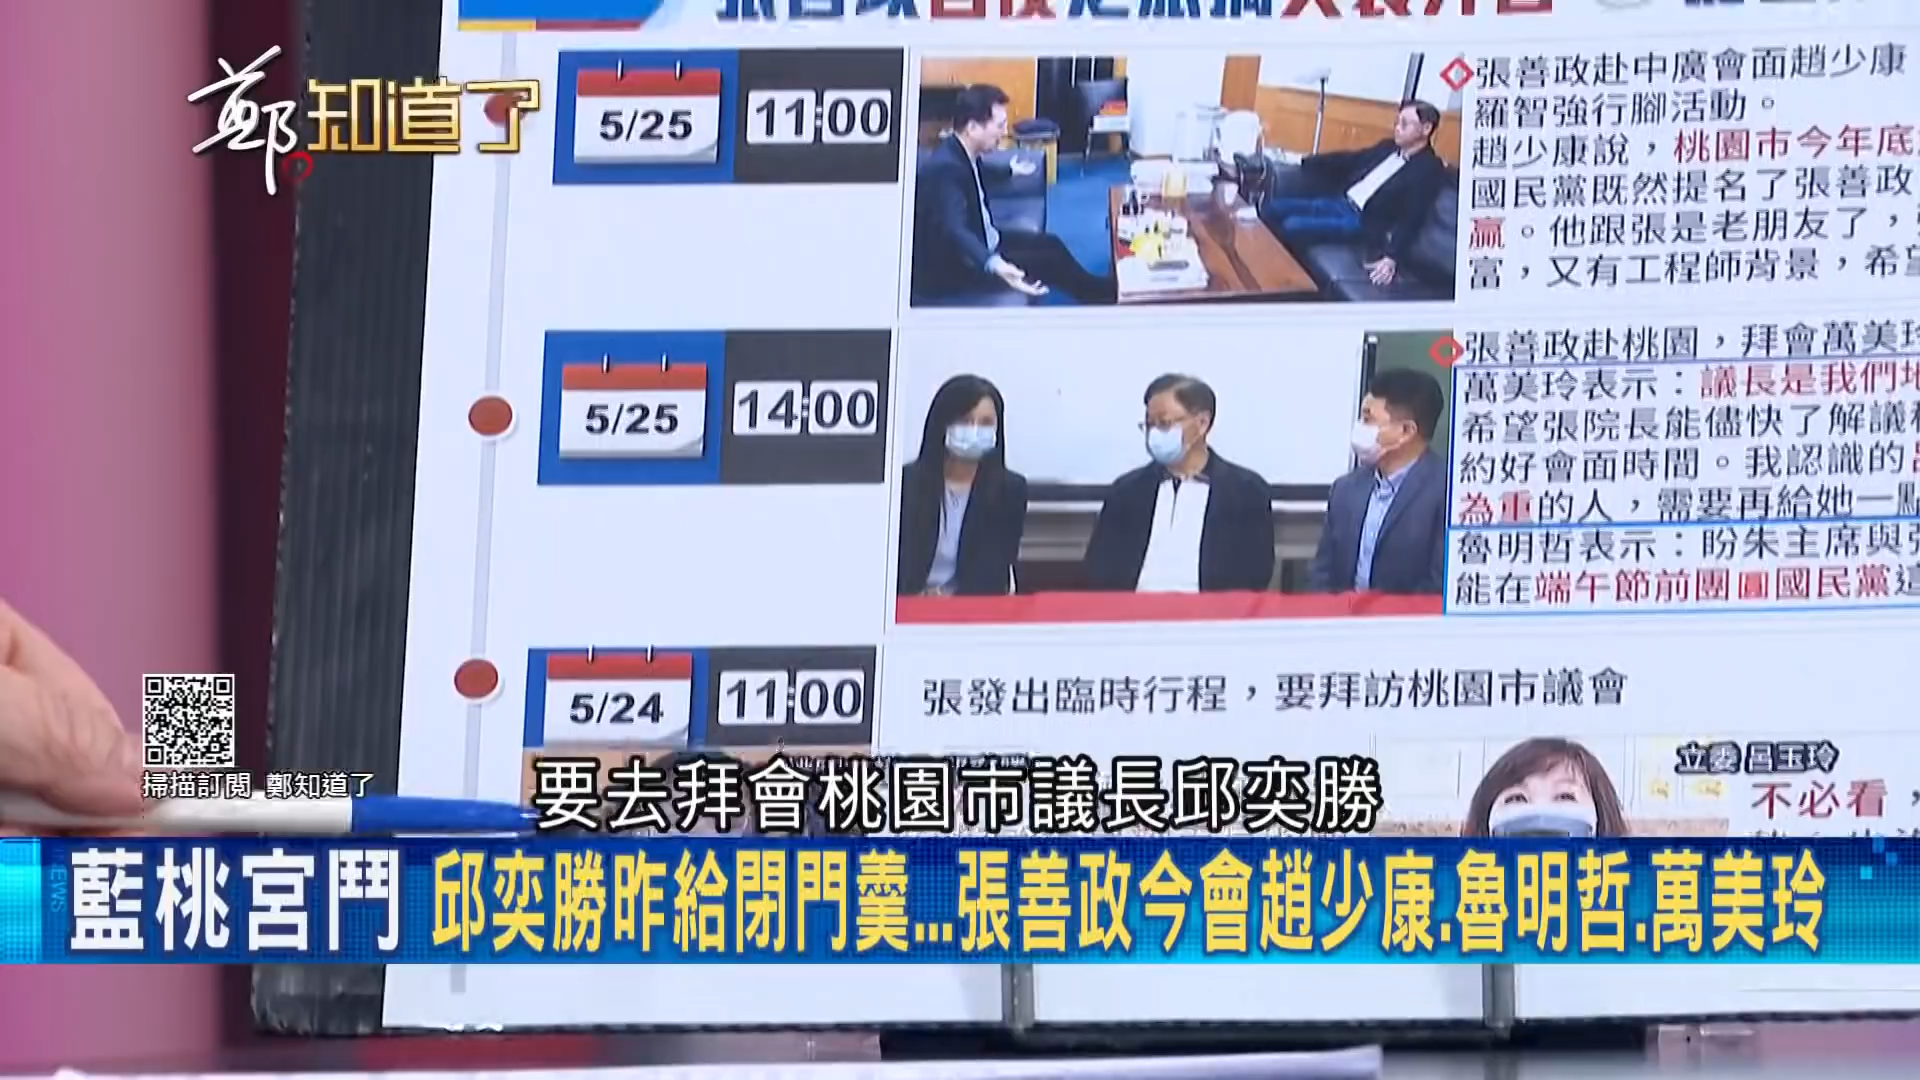 鄭知道了
5/25
11:00
張善政赴中廣會面趙少康
羅智強行腳活動。
趙少康說，桃園市今年底
國民黨既然提名了張善政
贏。他跟張是老朋友了，
富，又有工程師背景，希望
5/25
14:00
張善政赴桃園，拜會萬美玲
萬美玲表示：議長是我們地
希望張院長能儘快了解議
約好會面時間。我認識的
為重的人，需要再給她一點
魯明哲表示：盼朱主席與張
能在端午節前團圓國民黨這
5/24
11:00
張發出臨時行程，要拜訪桃園市議會
立委 呂玉玲
不必看，
掃描訂閱 鄭知道了
要去拜會桃園市議長邱奕勝
藍桃宮鬥 邱奕勝昨給閉門羹...張善政今會趙少康.魯明哲.萬美玲